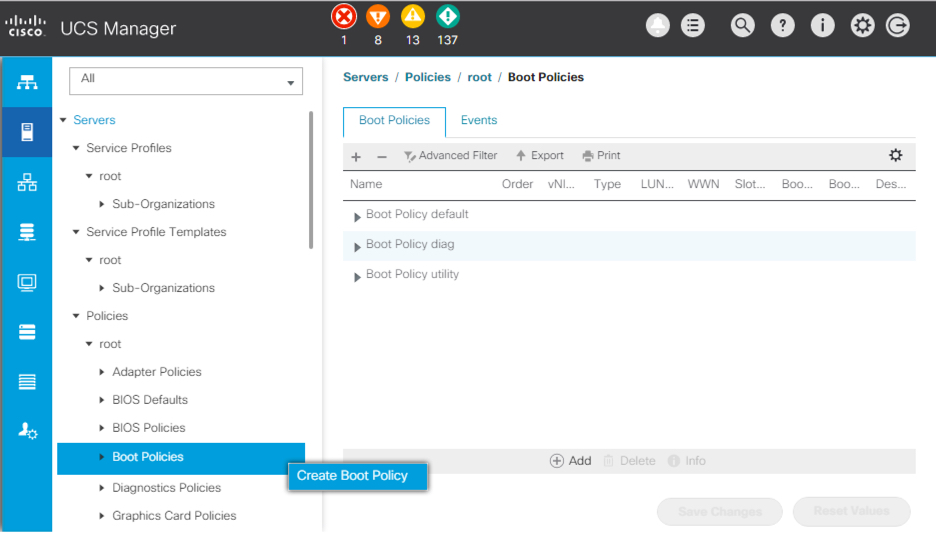 CISCO UCS Manager
1 8 13 137
All
Servers
Service Profiles
root
Sub-Organizations
Service Profile Templates
root
Sub-Organizations
Policies
root
Adapter Policies
BIOS Defaults
BIOS Policies
Boot Policies
Diagnostics Policies
Graphics Card Policies
Create Boot Policy
Servers / Policies / root / Boot Policies
Boot Policies Events
+ − Advanced Filter Export Print
Name Order vNI... Type LUN... WWN Slot... Boo... Boo... Des...
Boot Policy default
Boot Policy diag
Boot Policy utility
Add Delete Info
Save Changes Reset Values